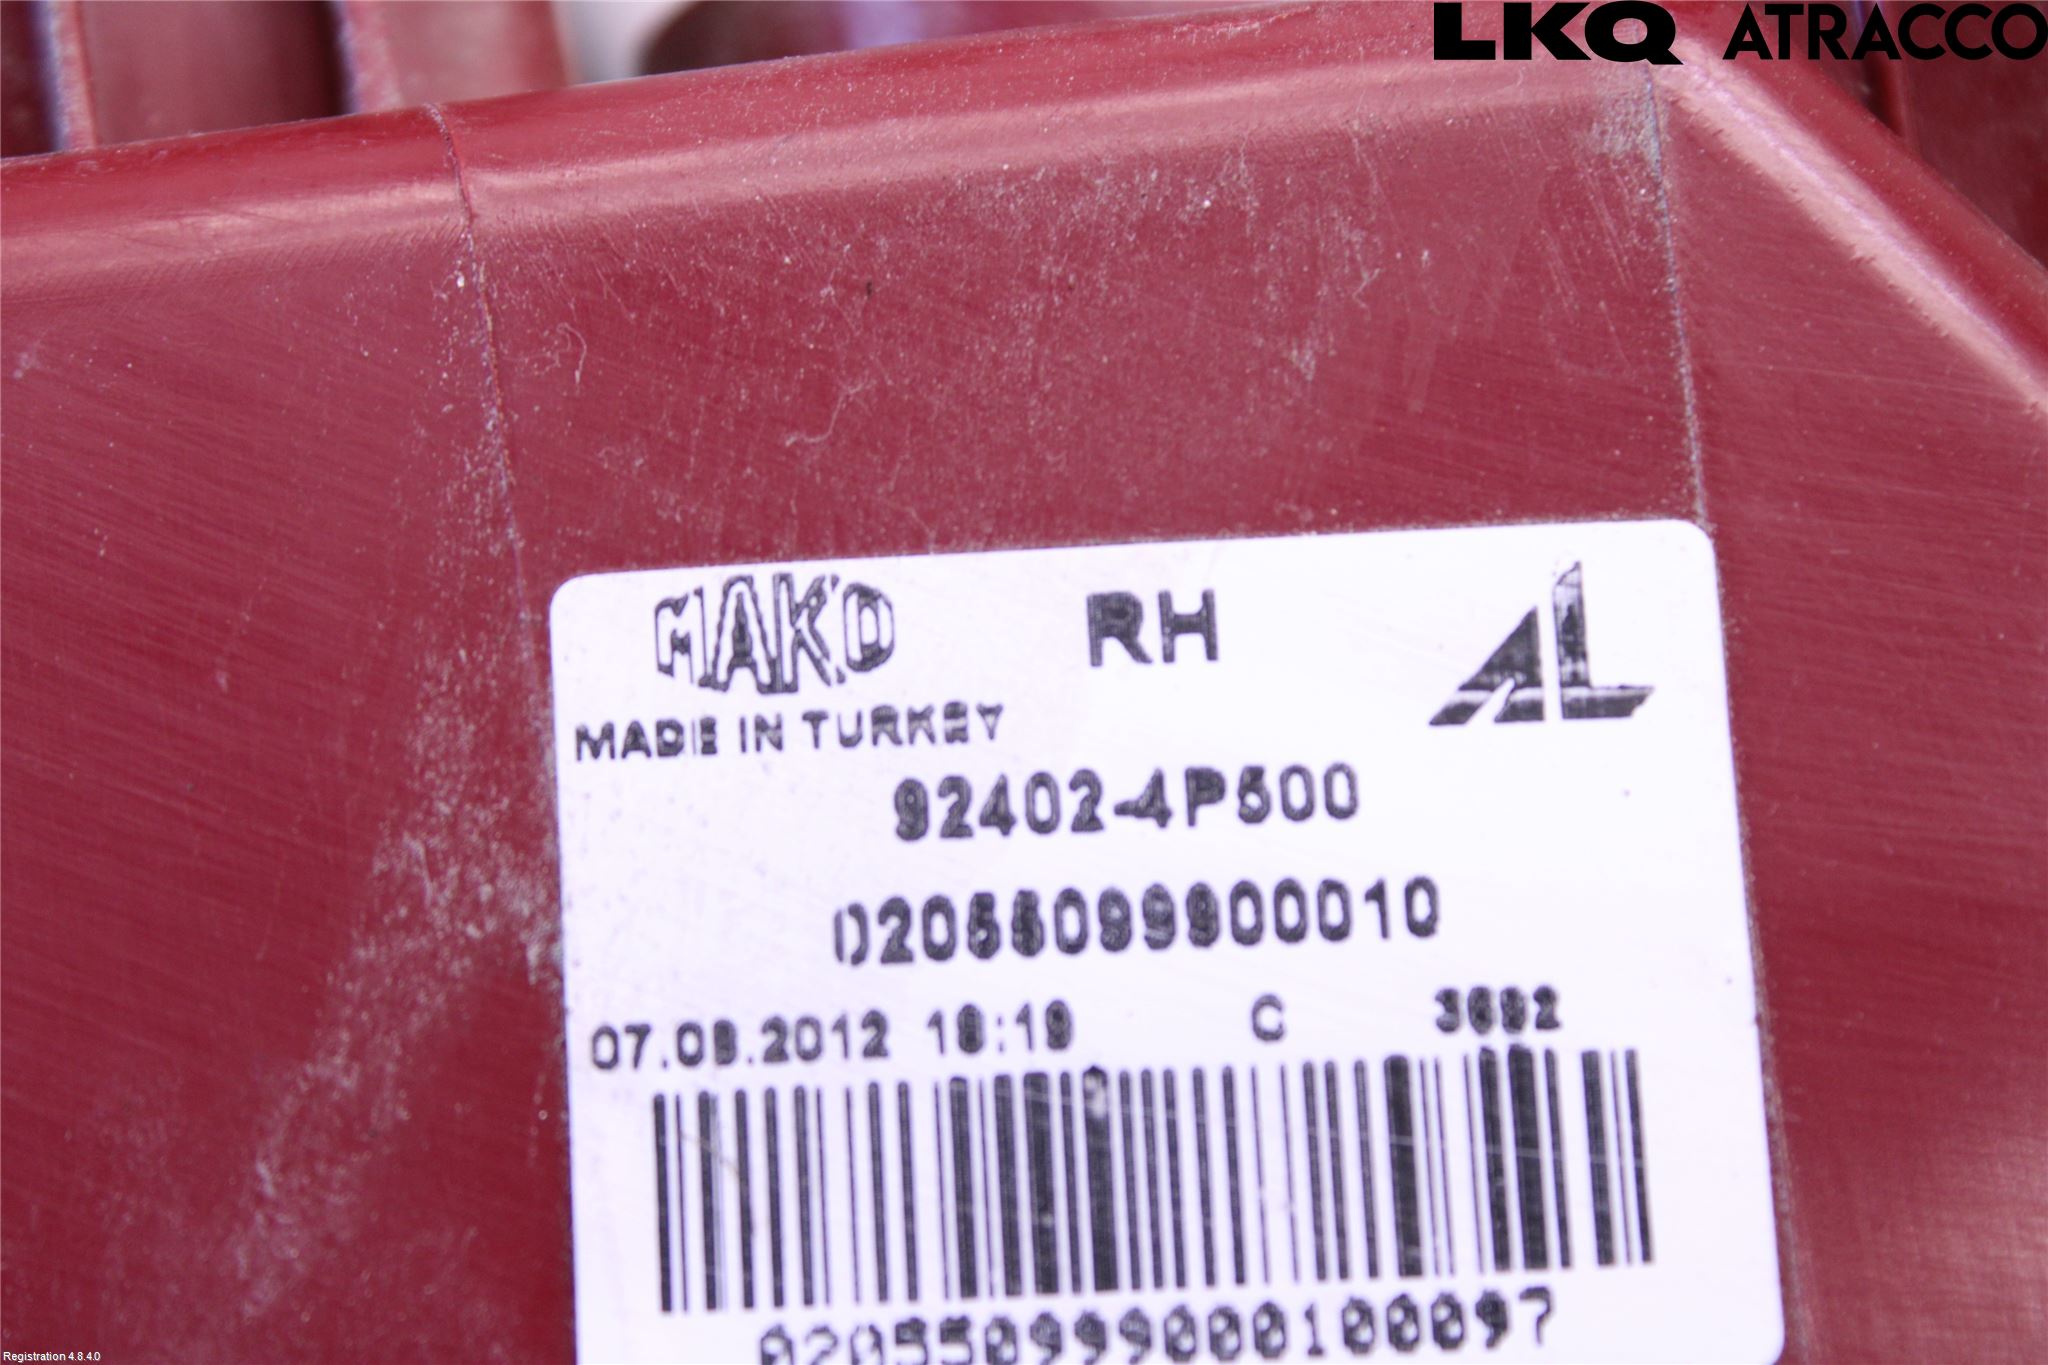 LKQ ATRACCO
MAKO RH AL
MADE IN TURKEY
92402-4P500
02055099900010
07.08.2012 18:19 C 3692
020550999000100097
Registration 4.8.4.0